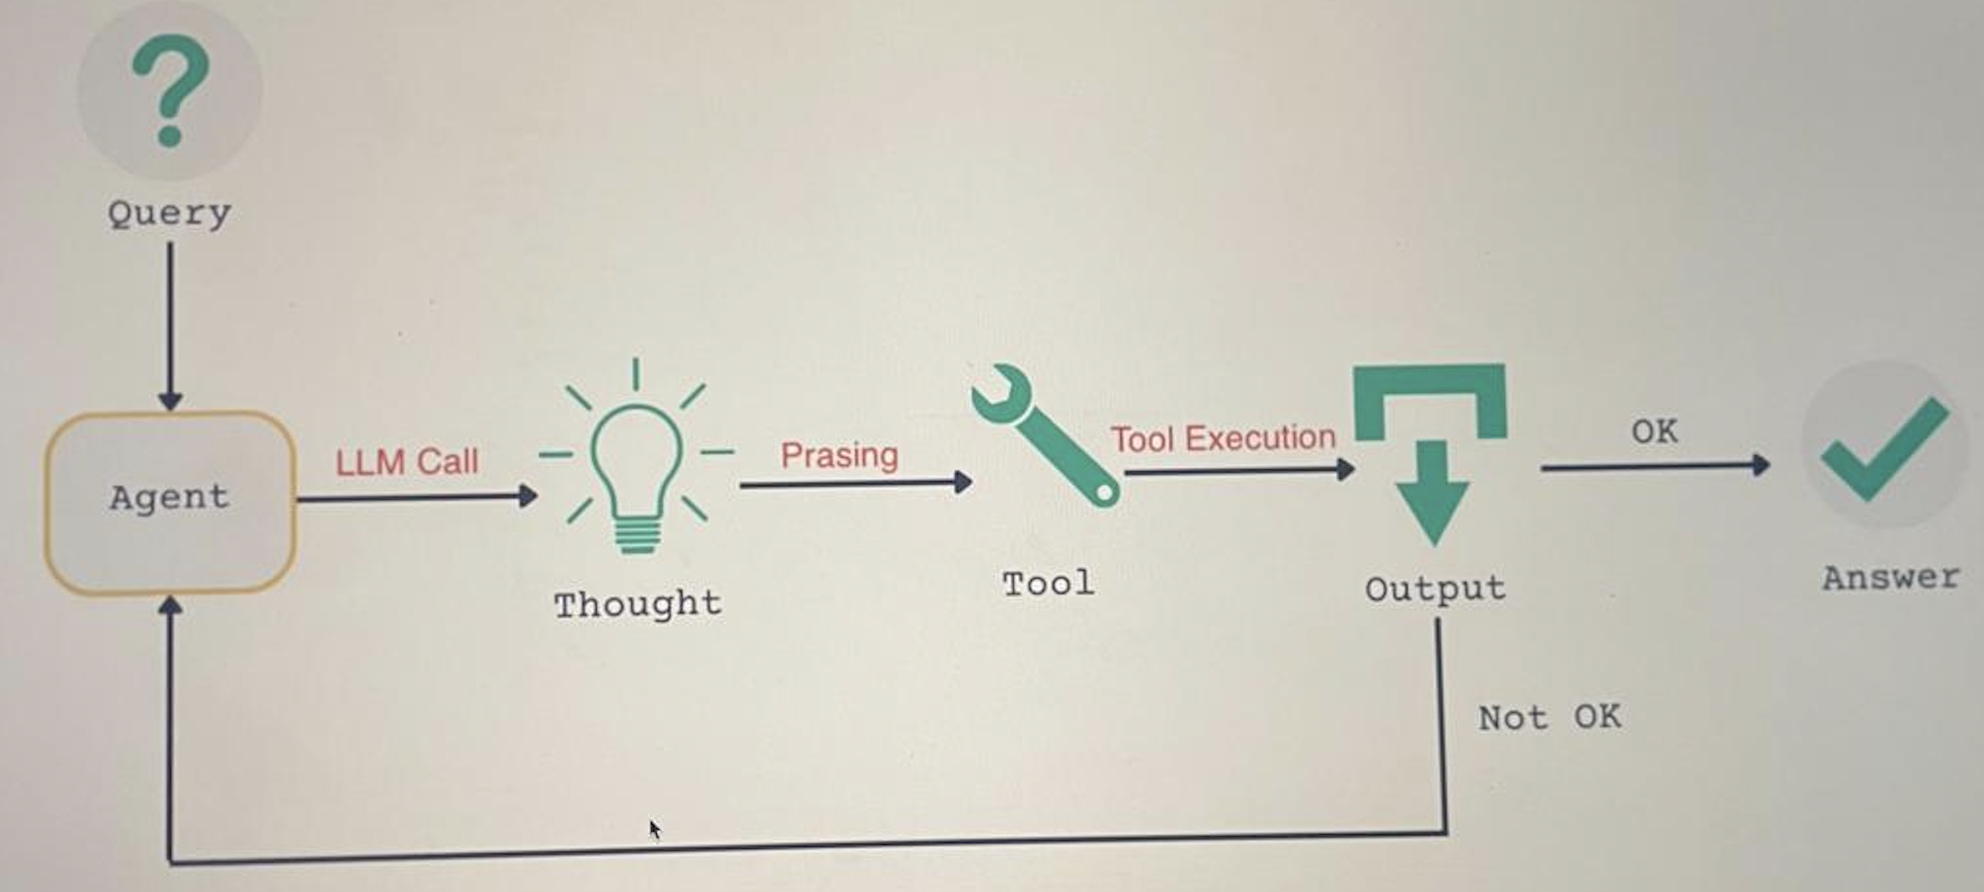 Query
Agent
LLM Call
Thought
Prasing
Tool
Tool Execution
Output
OK
Answer
Not OK